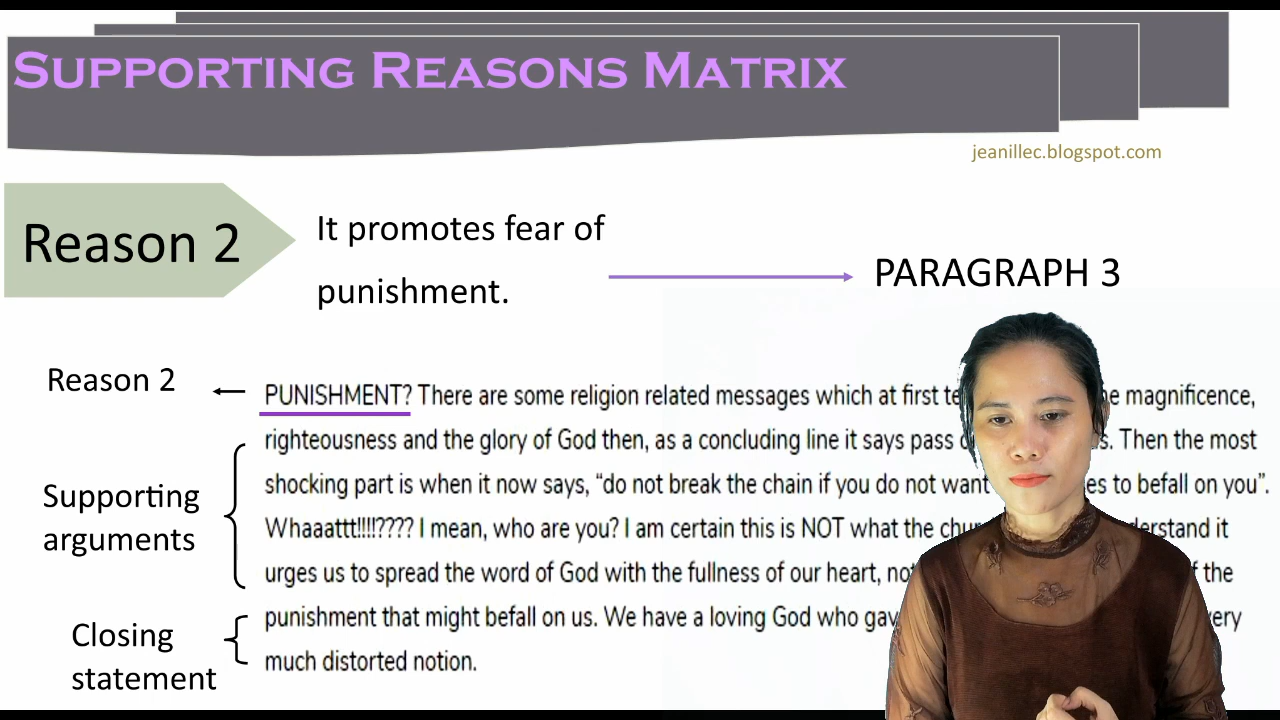 SUPPORTING REASONS MATRIX
jeanillec.blogspot.com
Reason 2
It promotes fear of
punishment.
PARAGRAPH 3
Reason 2
PUNISHMENT? There are some religion related messages which at first magnificence,
righteousness and the glory of God then, as a concluding line it says pass Then the most
shocking part is when it now says, “do not break the chain if you do not want to befall on you”.
Whaaattt!!!!???? I mean, who are you? I am certain this is NOT what the it
urges us to spread the word of God with the fullness of our heart, the
punishment that might befall on us. We have a loving God who
much distorted notion.
Supporting
arguments
Closing
statement